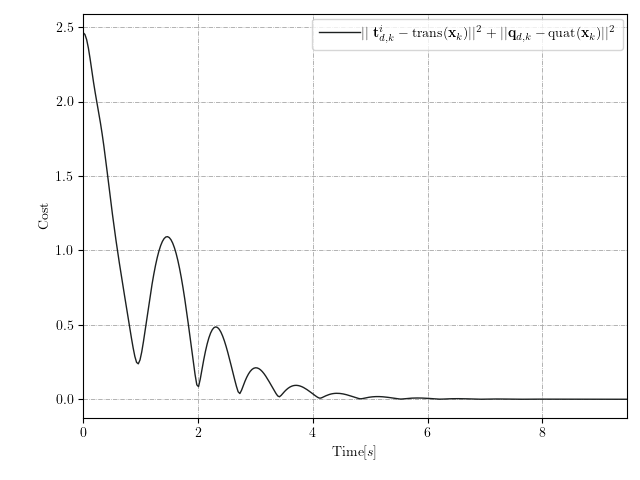 || t^i_{d,k} − trans(x_k)||^2 + ||q_{d,k} − quat(x_k)||^2
2.5
2.0
1.5
1.0
0.5
0.0
Cost
0 2 4 6 8
Time[s]